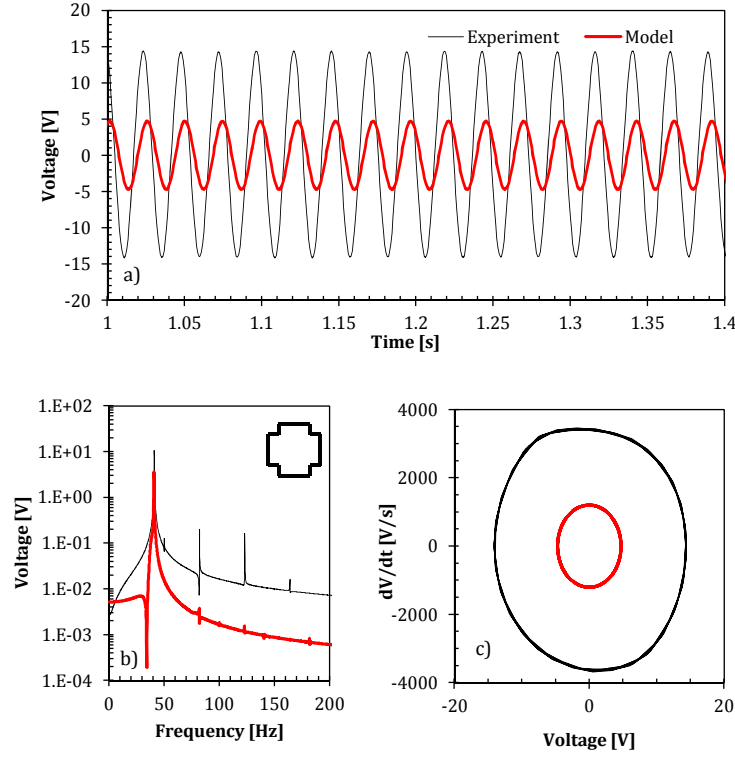 20
15
10
5
0
-5
-10
-15
-20
Voltage [V]
Experiment
Model
a)
1 1.05 1.1 1.15 1.2 1.25 1.3 1.35 1.4
Time [s]
1.E+02
1.E+01
1.E+00
1.E-01
1.E-02
1.E-03
1.E-04
Voltage [V]
b)
0 50 100 150 200
Frequency [Hz]
4000
2000
0
-2000
-4000
dV/dt [V/s]
c)
-20 0 20
Voltage [V]